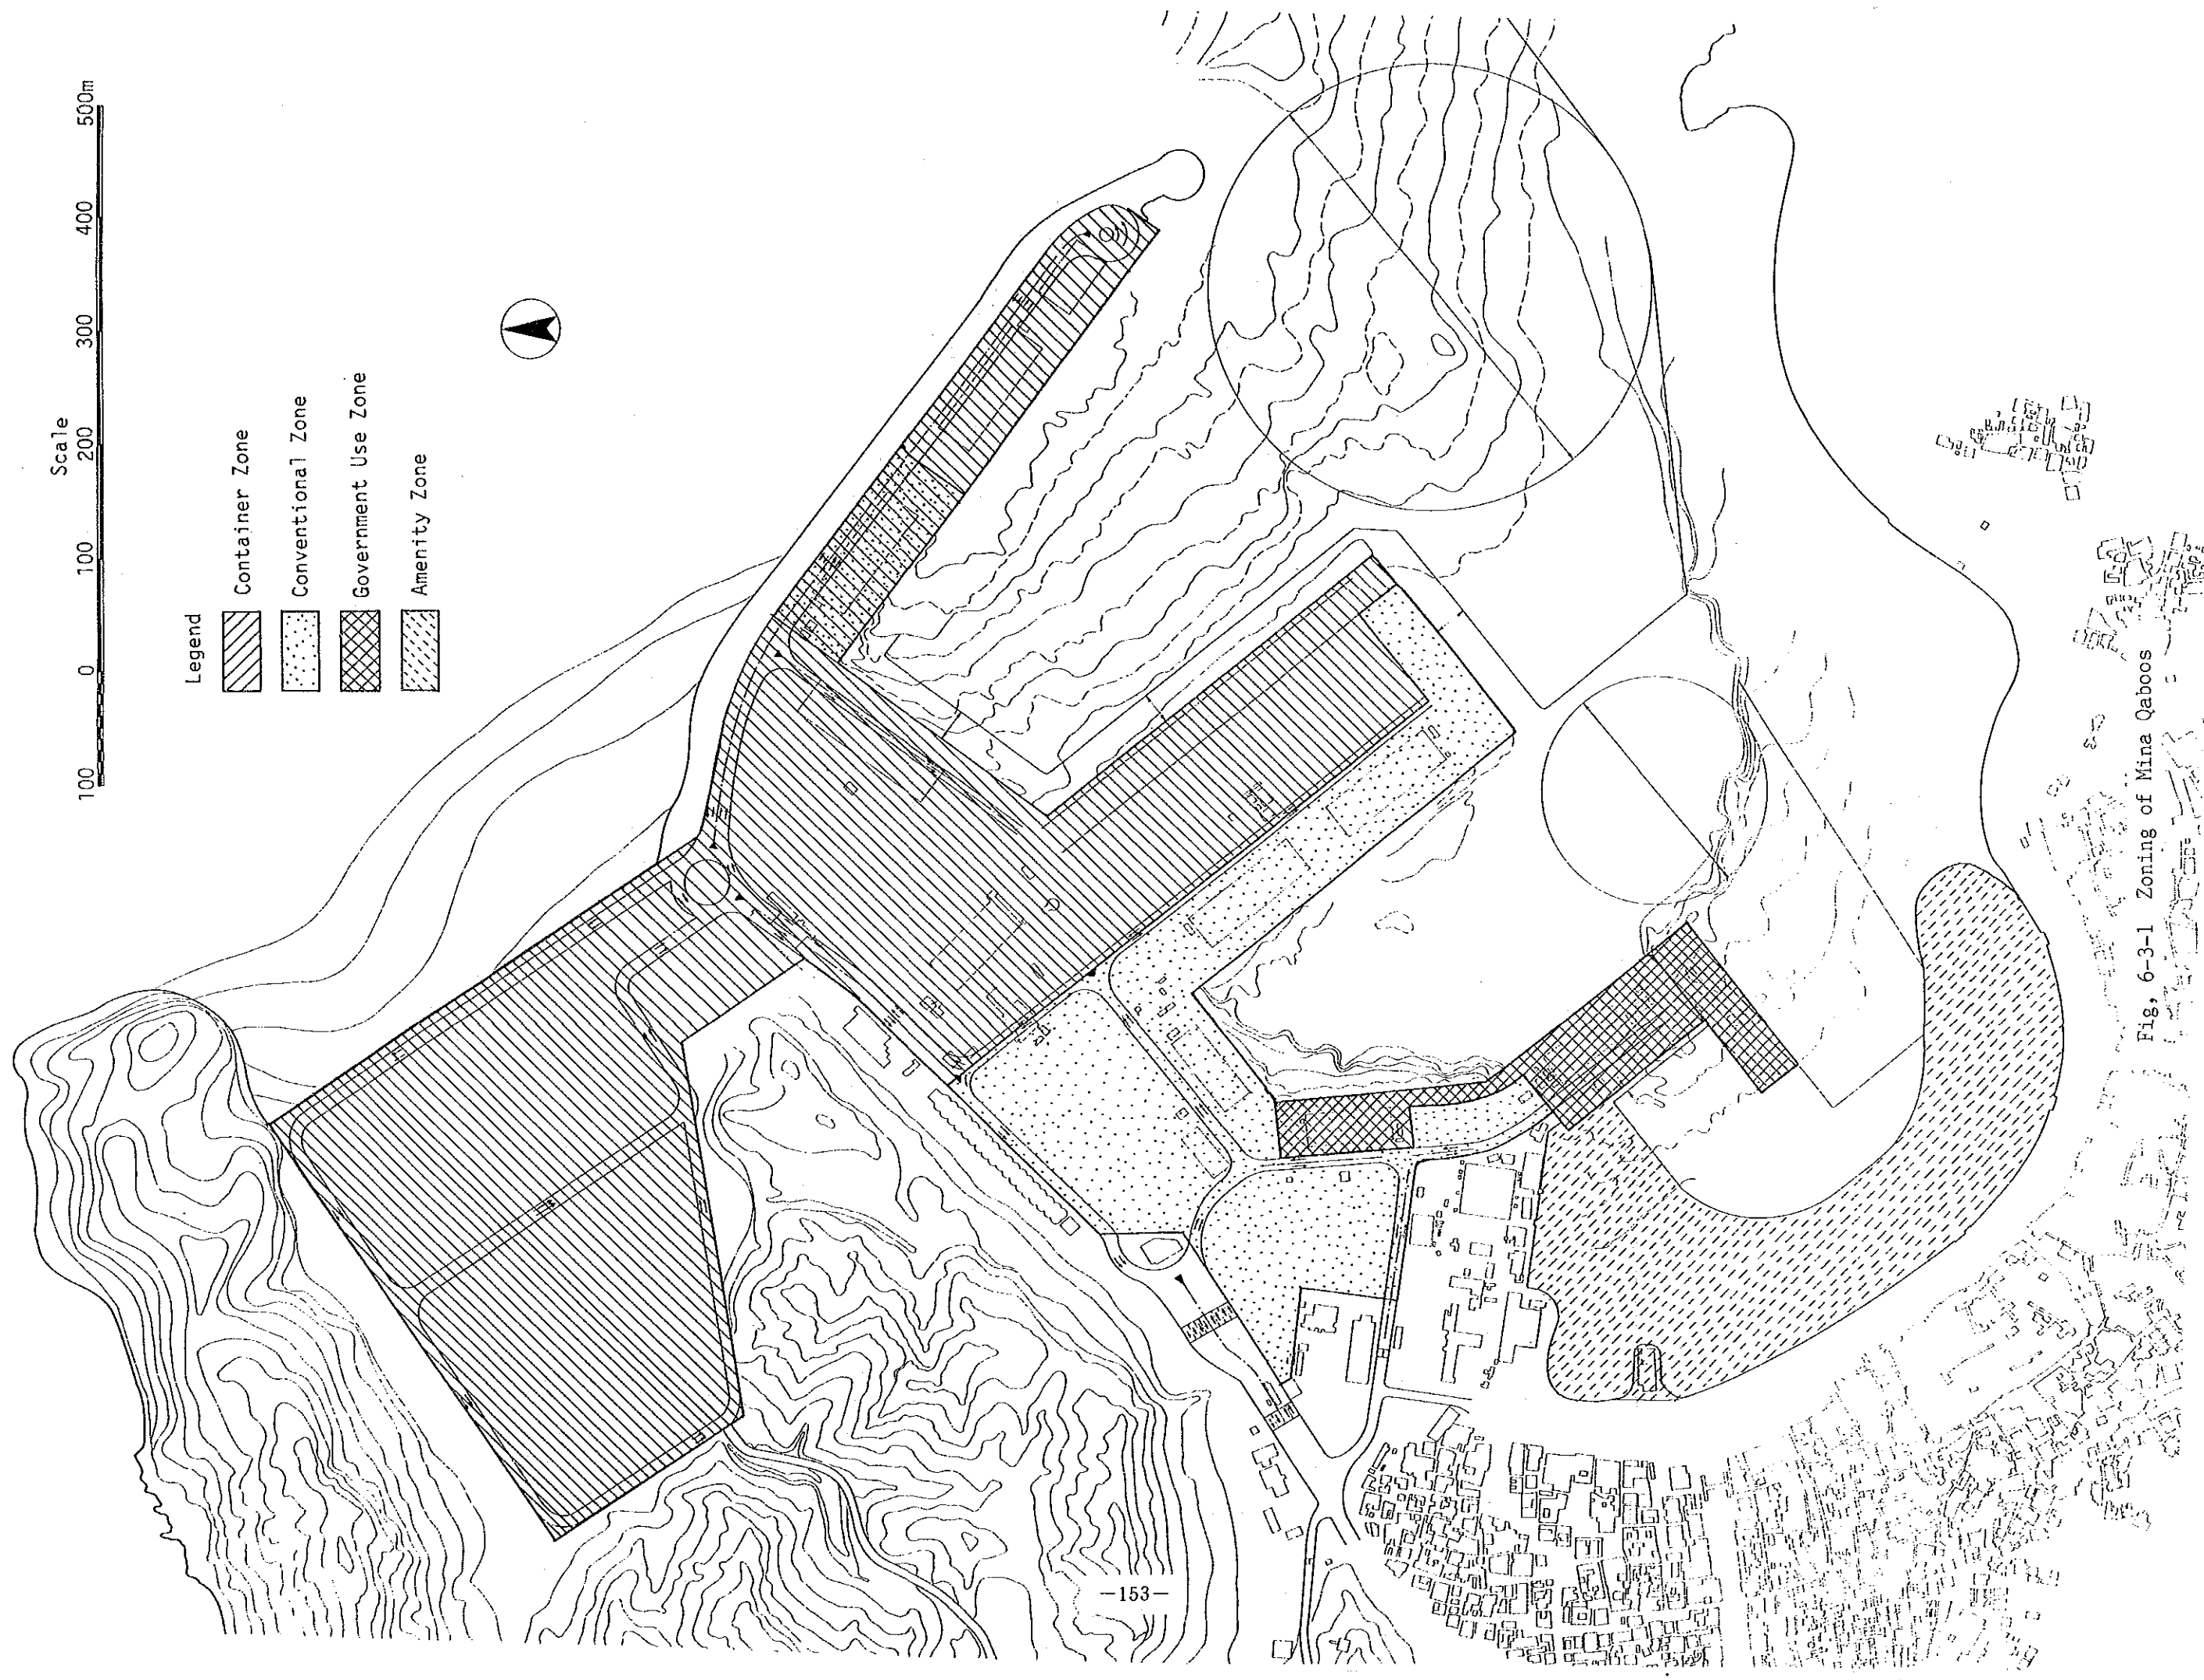 Scale
100 0 100 200 300 400 500m
Legend
Container Zone
Conventional Zone
Government Use Zone
Amenity Zone
Fig, 6-3-1 Zoning of Mina Qaboos
—153—